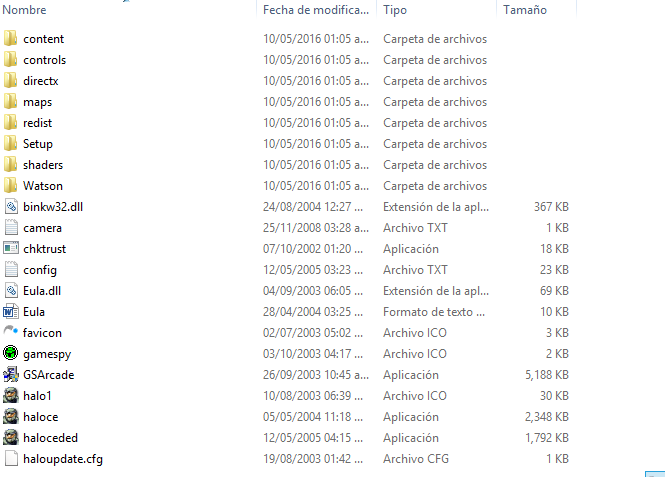 Nombre Fecha de modifica... Tipo Tamaño
content 10/05/2016 01:05 a... Carpeta de archivos
controls 10/05/2016 01:05 a... Carpeta de archivos
directx 10/05/2016 01:05 a... Carpeta de archivos
maps 10/05/2016 01:05 a... Carpeta de archivos
redist 10/05/2016 01:05 a... Carpeta de archivos
Setup 10/05/2016 01:05 a... Carpeta de archivos
shaders 10/05/2016 01:05 a... Carpeta de archivos
Watson 10/05/2016 01:05 a... Carpeta de archivos
binkw32.dll 24/08/2004 12:27 ... Extensión de la apl... 367 KB
camera 25/11/2008 03:28 a... Archivo TXT 1 KB
chktrust 07/10/2002 01:20 ... Aplicación 18 KB
config 12/05/2005 03:23 ... Archivo TXT 23 KB
Eula.dll 04/09/2003 06:05 ... Extensión de la apl... 69 KB
Eula 28/04/2004 03:25 ... Formato de texto ... 10 KB
favicon 02/07/2003 05:02 ... Archivo ICO 3 KB
gamespy 03/10/2003 04:17 ... Archivo ICO 2 KB
GSArcade 26/09/2003 10:45 a... Aplicación 5,188 KB
halo1 10/08/2003 06:39 ... Archivo ICO 30 KB
haloce 05/05/2004 11:18 ... Aplicación 2,348 KB
haloceded 12/05/2005 04:15 ... Aplicación 1,792 KB
haloupdate.cfg 19/08/2003 01:42 ... Archivo CFG 1 KB